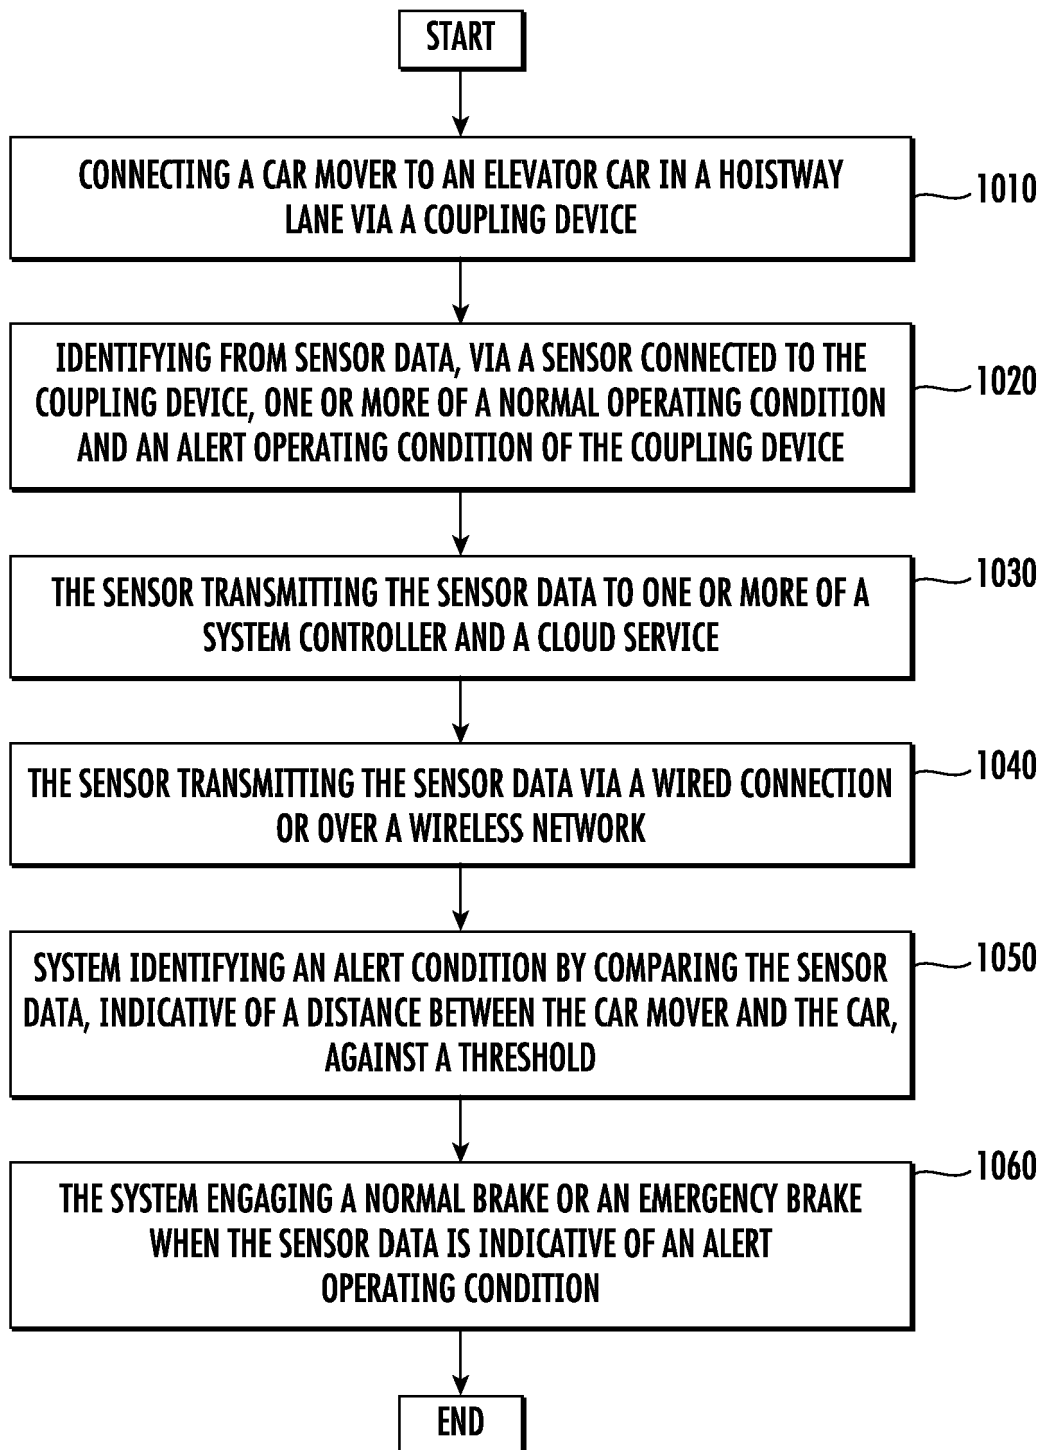 START
CONNECTING A CAR MOVER TO AN ELEVATOR CAR IN A HOISTWAY
LANE VIA A COUPLING DEVICE
1010
IDENTIFYING FROM SENSOR DATA, VIA A SENSOR CONNECTED TO THE
COUPLING DEVICE, ONE OR MORE OF A NORMAL OPERATING CONDITION
AND AN ALERT OPERATING CONDITION OF THE COUPLING DEVICE
1020
THE SENSOR TRANSMITTING THE SENSOR DATA TO ONE OR MORE OF A
SYSTEM CONTROLLER AND A CLOUD SERVICE
1030
THE SENSOR TRANSMITTING THE SENSOR DATA VIA A WIRED CONNECTION
OR OVER A WIRELESS NETWORK
1040
SYSTEM IDENTIFYING AN ALERT CONDITION BY COMPARING THE SENSOR
DATA, INDICATIVE OF A DISTANCE BETWEEN THE CAR MOVER AND THE CAR,
AGAINST A THRESHOLD
1050
THE SYSTEM ENGAGING A NORMAL BRAKE OR AN EMERGENCY BRAKE
WHEN THE SENSOR DATA IS INDICATIVE OF AN ALERT
OPERATING CONDITION
1060
END